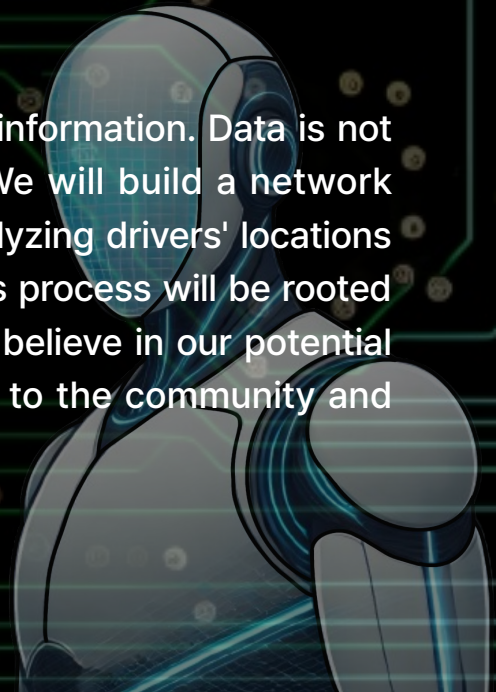 information. Data is not
We will build a network
lyzing drivers' locations
s process will be rooted
believe in our potential
to the community and